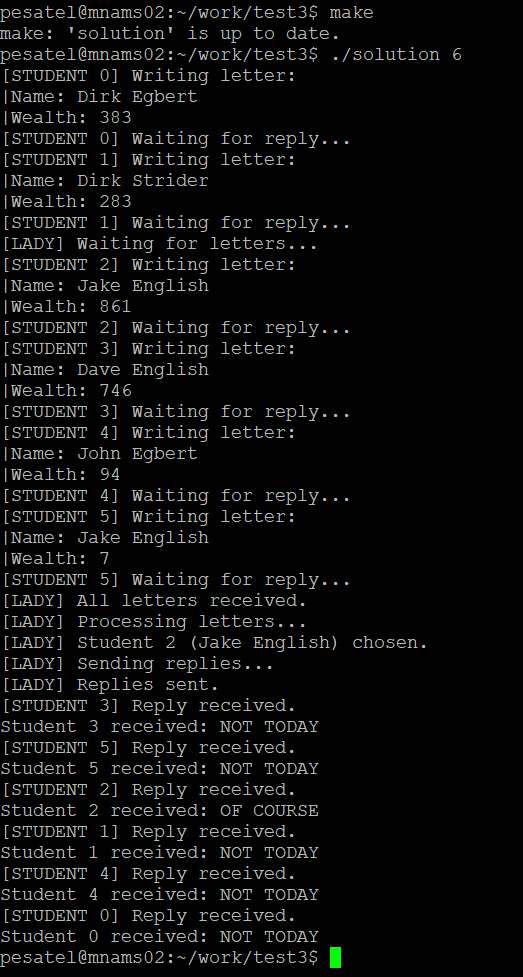 pesatel@mnams02:~/work/test3$ make
make: 'solution' is up to date.
pesatel@mnams02:~/work/test3$ ./solution 6
[STUDENT 0] Writing letter:
|Name: Dirk Egbert
|Wealth: 383
[STUDENT 0] Waiting for reply...
[STUDENT 1] Writing letter:
|Name: Dirk Strider
|Wealth: 283
[STUDENT 1] Waiting for reply...
[LADY] Waiting for letters...
[STUDENT 2] Writing letter:
|Name: Jake English
|Wealth: 861
[STUDENT 2] Waiting for reply...
[STUDENT 3] Writing letter:
|Name: Dave English
|Wealth: 746
[STUDENT 3] Waiting for reply...
[STUDENT 4] Writing letter:
|Name: John Egbert
|Wealth: 94
[STUDENT 4] Waiting for reply...
[STUDENT 5] Writing letter:
|Name: Jake English
|Wealth: 7
[STUDENT 5] Waiting for reply...
[LADY] All letters received.
[LADY] Processing letters...
[LADY] Student 2 (Jake English) chosen.
[LADY] Sending replies...
[LADY] Replies sent.
[STUDENT 3] Reply received.
Student 3 received: NOT TODAY
[STUDENT 5] Reply received.
Student 5 received: NOT TODAY
[STUDENT 2] Reply received.
Student 2 received: OF COURSE
[STUDENT 1] Reply received.
Student 1 received: NOT TODAY
[STUDENT 4] Reply received.
Student 4 received: NOT TODAY
[STUDENT 0] Reply received.
Student 0 received: NOT TODAY
pesatel@mnams02:~/work/test3$